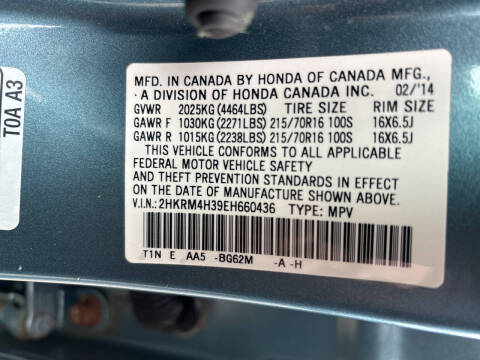 MFD. IN CANADA BY HONDA OF CANADA MFG.,
A DIVISION OF HONDA CANADA INC. 02/'14
GVWR 2025KG (4464LBS) TIRE SIZE RIM SIZE
GAWR F 1030KG (2271LBS) 215/70R16 100S 16X6.5J
GAWR R 1015KG (2238LBS) 215/70R16 100S 16X6.5J
THIS VEHICLE CONFORMS TO ALL APPLICABLE
FEDERAL MOTOR VEHICLE SAFETY
AND THEFT PREVENTION STANDARDS IN EFFECT
ON THE DATE OF MANUFACTURE SHOWN ABOVE.
V.I.N.: 2HKRM4H39EH660436 TYPE: MPV
T1N E AA5 -BG62M -A -H
T0A A3